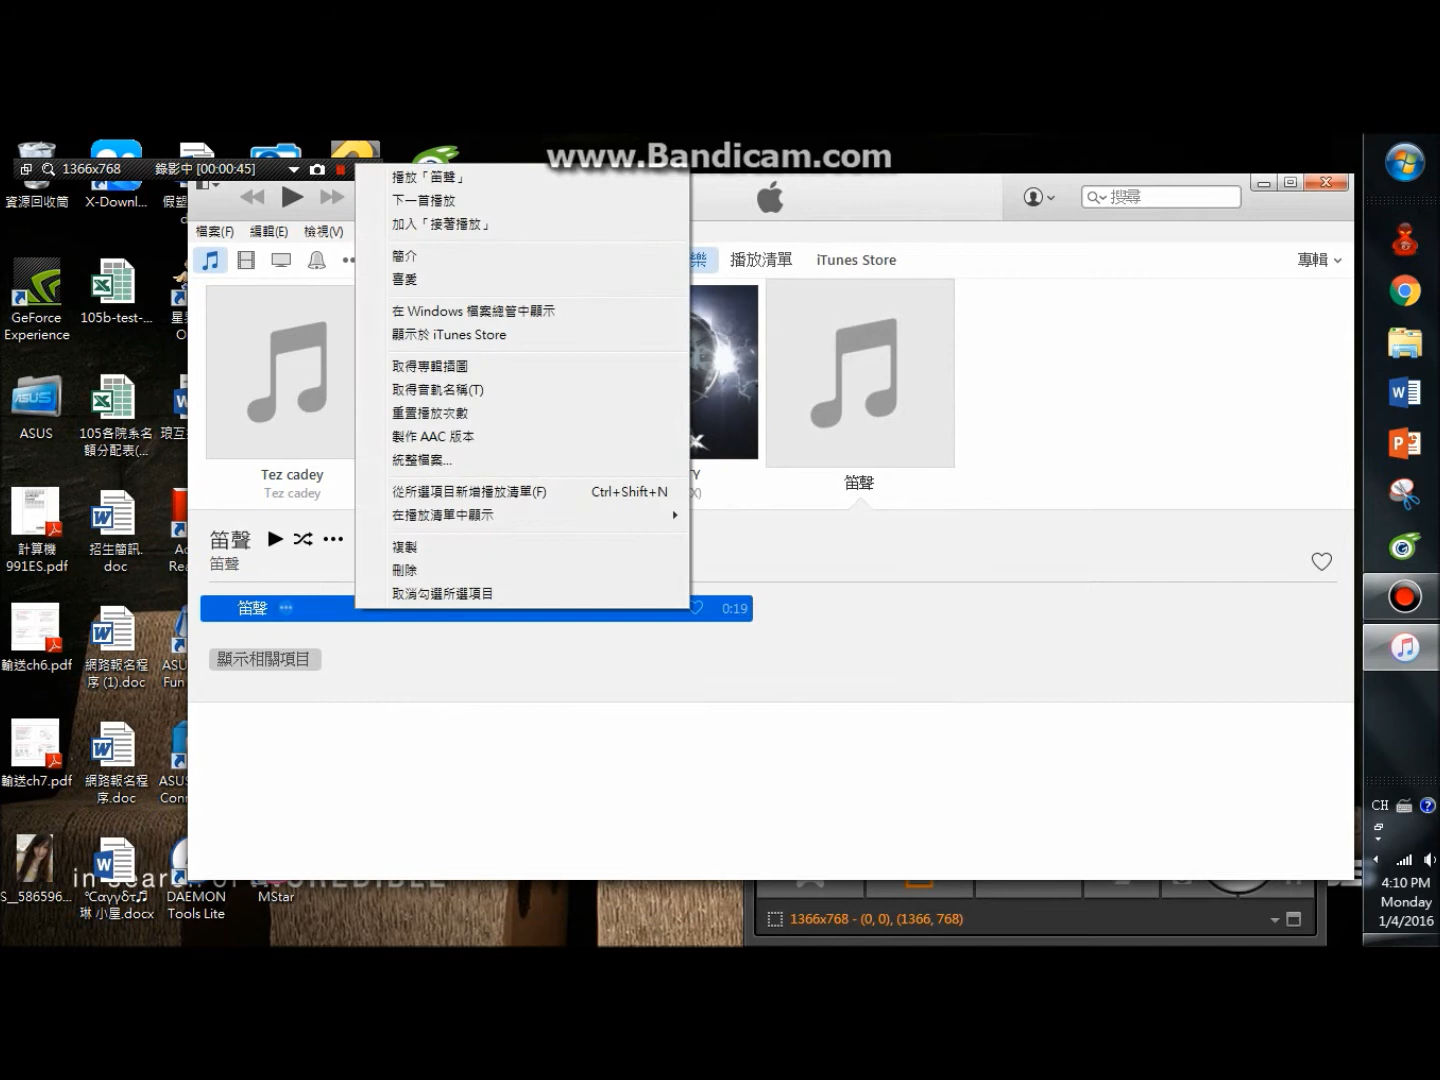 www.Bandicam.com
1366x768 錄影中 [00:00:45]
資源回收筒
X-Downl...
GeForce
Experience
105b-test-...
ASUS
105各院系名
額分配表(...
計算機
991ES.pdf
招生簡訊.
doc
輸送ch6.pdf
網路報名程
序 (1).doc
輸送ch7.pdf
網路報名程
序.doc
S__586596...
琳 小屋.docx
DAEMON
Tools Lite
MStar
檔案(F) 編輯(E) 檢視(V)
搜尋
播放清單 iTunes Store
專輯
Tez cadey
Tez cadey
笛聲
笛聲
笛聲
笛聲 0:19
顯示相關項目
播放「笛聲」
下一首播放
加入「接著播放」
簡介
喜愛
在 Windows 檔案總管中顯示
顯示於 iTunes Store
取得專輯插圖
取得音軌名稱(T)
重置播放次數
製作 AAC 版本
統整檔案...
從所選項目新增播放清單(F) Ctrl+Shift+N
在播放清單中顯示
複製
刪除
取消勾選所選項目
1366x768 - (0, 0), (1366, 768)
CH
4:10 PM
Monday
1/4/2016